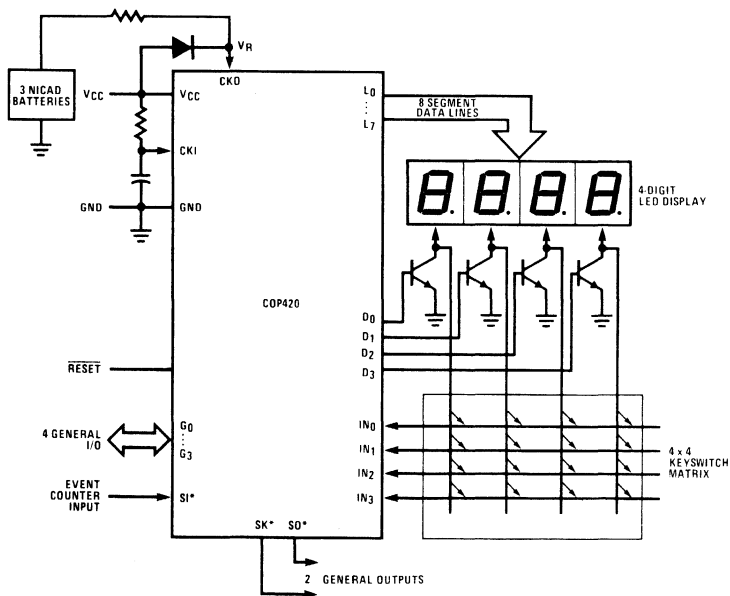 VR
CKO
3 NICAD
BATTERIES
VCC
VCC
CKI
GND
GND
L0
L7
8 SEGMENT
DATA LINES
4-DIGIT
LED DISPLAY
COP420
D0
D1
D2
D3
RESET
4 GENERAL
I/O
G0
G3
EVENT
COUNTER
INPUT
SI*
IN0
IN1
IN2
IN3
4 x 4
KEYSWITCH
MATRIX
SK*
SO*
2 GENERAL OUTPUTS